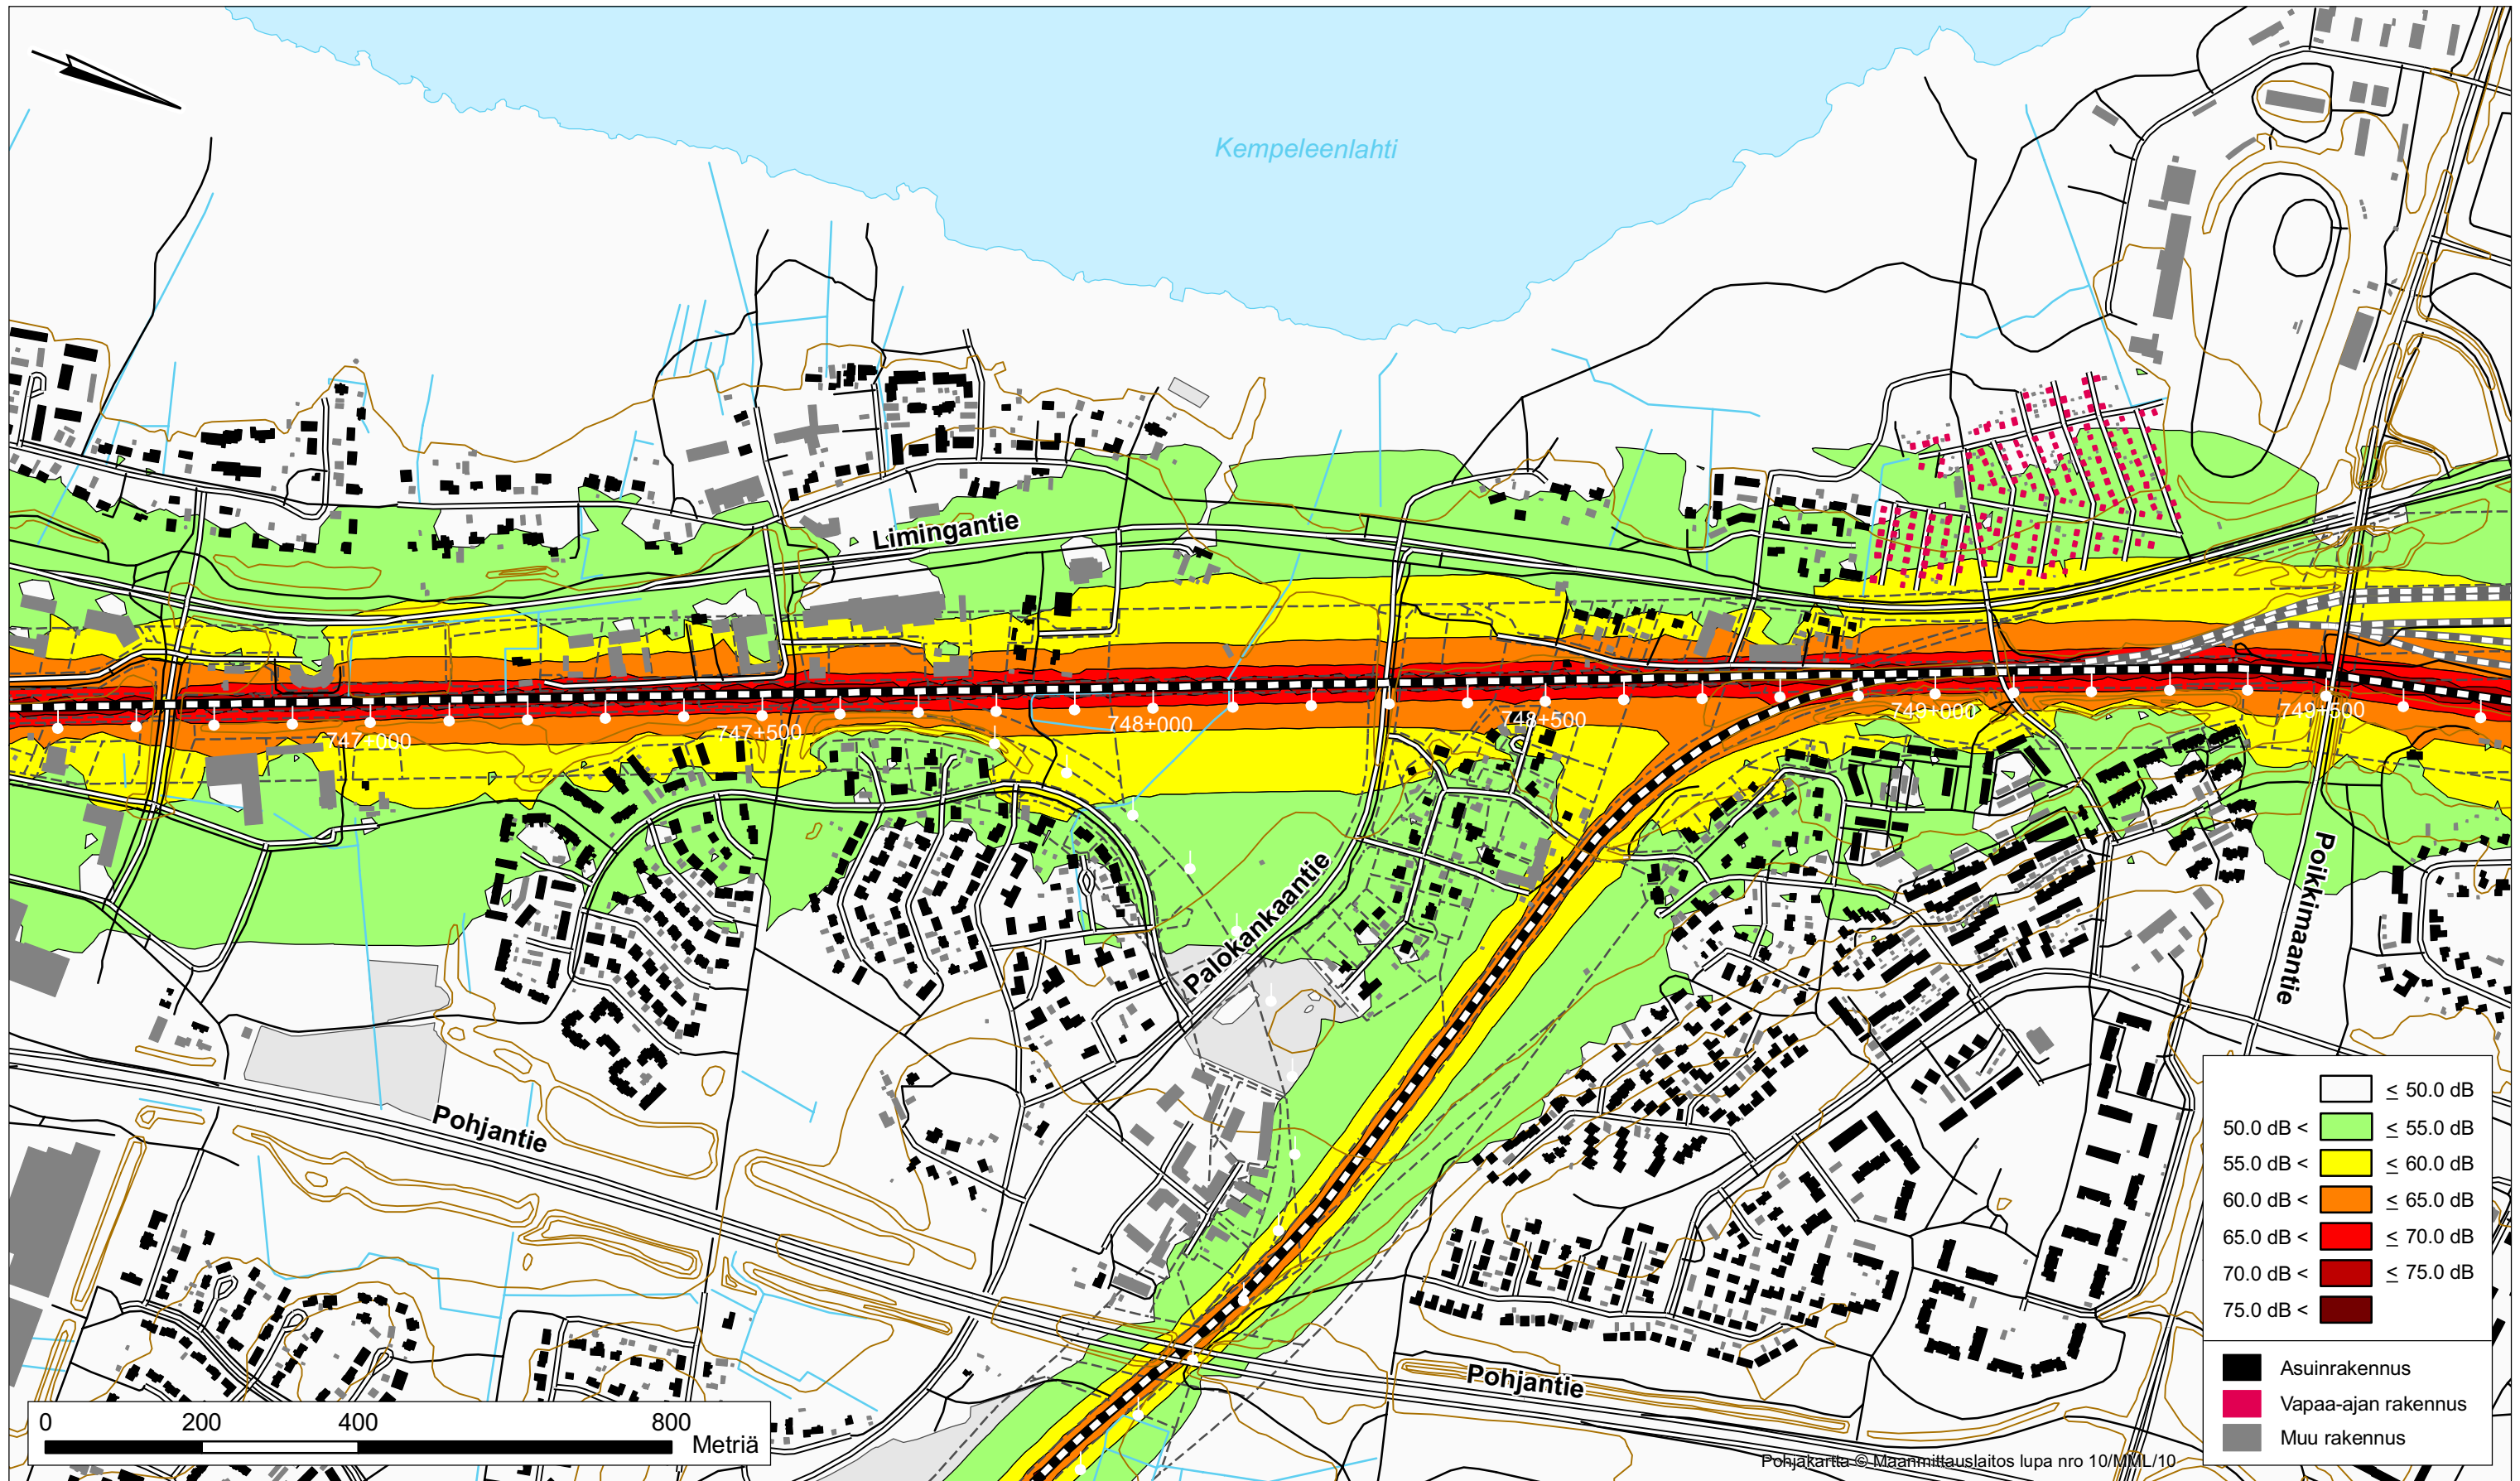 Kempeleenlahti
Limingantie
747+000
747+500
748+000
748+500
749+000
749+500
Palokankaantie
Poikkimaantie
Pohjantie
Pohjantie
≤ 50.0 dB
50.0 dB < ≤ 55.0 dB
55.0 dB < ≤ 60.0 dB
60.0 dB < ≤ 65.0 dB
65.0 dB < ≤ 70.0 dB
70.0 dB < ≤ 75.0 dB
75.0 dB <
Asuinrakennus
Vapaa-ajan rakennus
Muu rakennus
0 200 400 800
Metriä
Pohjakartta © Maanmittauslaitos lupa nro 10/MML/10